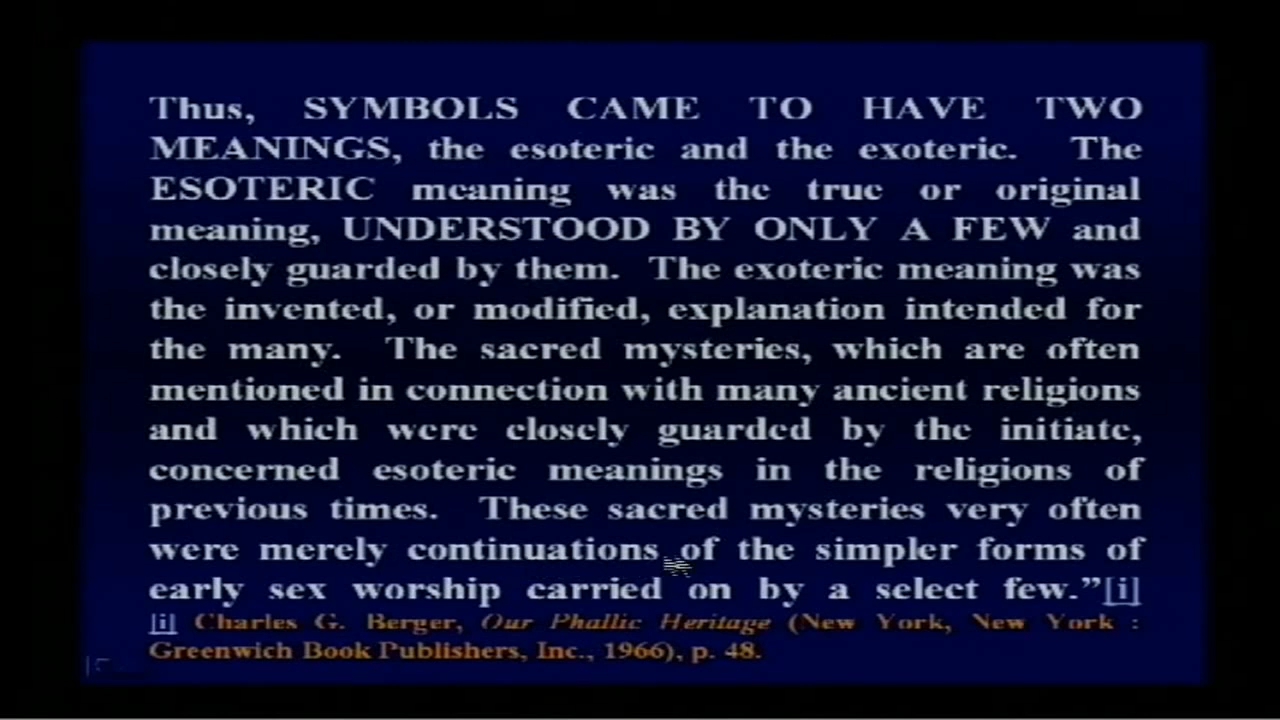 Thus, SYMBOLS CAME TO HAVE TWO
MEANINGS, the esoteric and the exoteric. The
ESOTERIC meaning was the true or original
meaning, UNDERSTOOD BY ONLY A FEW and
closely guarded by them. The exoteric meaning was
the invented, or modified, explanation intended for
the many. The sacred mysteries, which are often
mentioned in connection with many ancient religions
and which were closely guarded by the initiate,
concerned esoteric meanings in the religions of
previous times. These sacred mysteries very often
were merely continuations of the simpler forms of
early sex worship carried on by a select few.”[i]
[i] Charles G. Berger, Our Phallic Heritage (New York, New York :
Greenwich Book Publishers, Inc., 1966), p. 48.